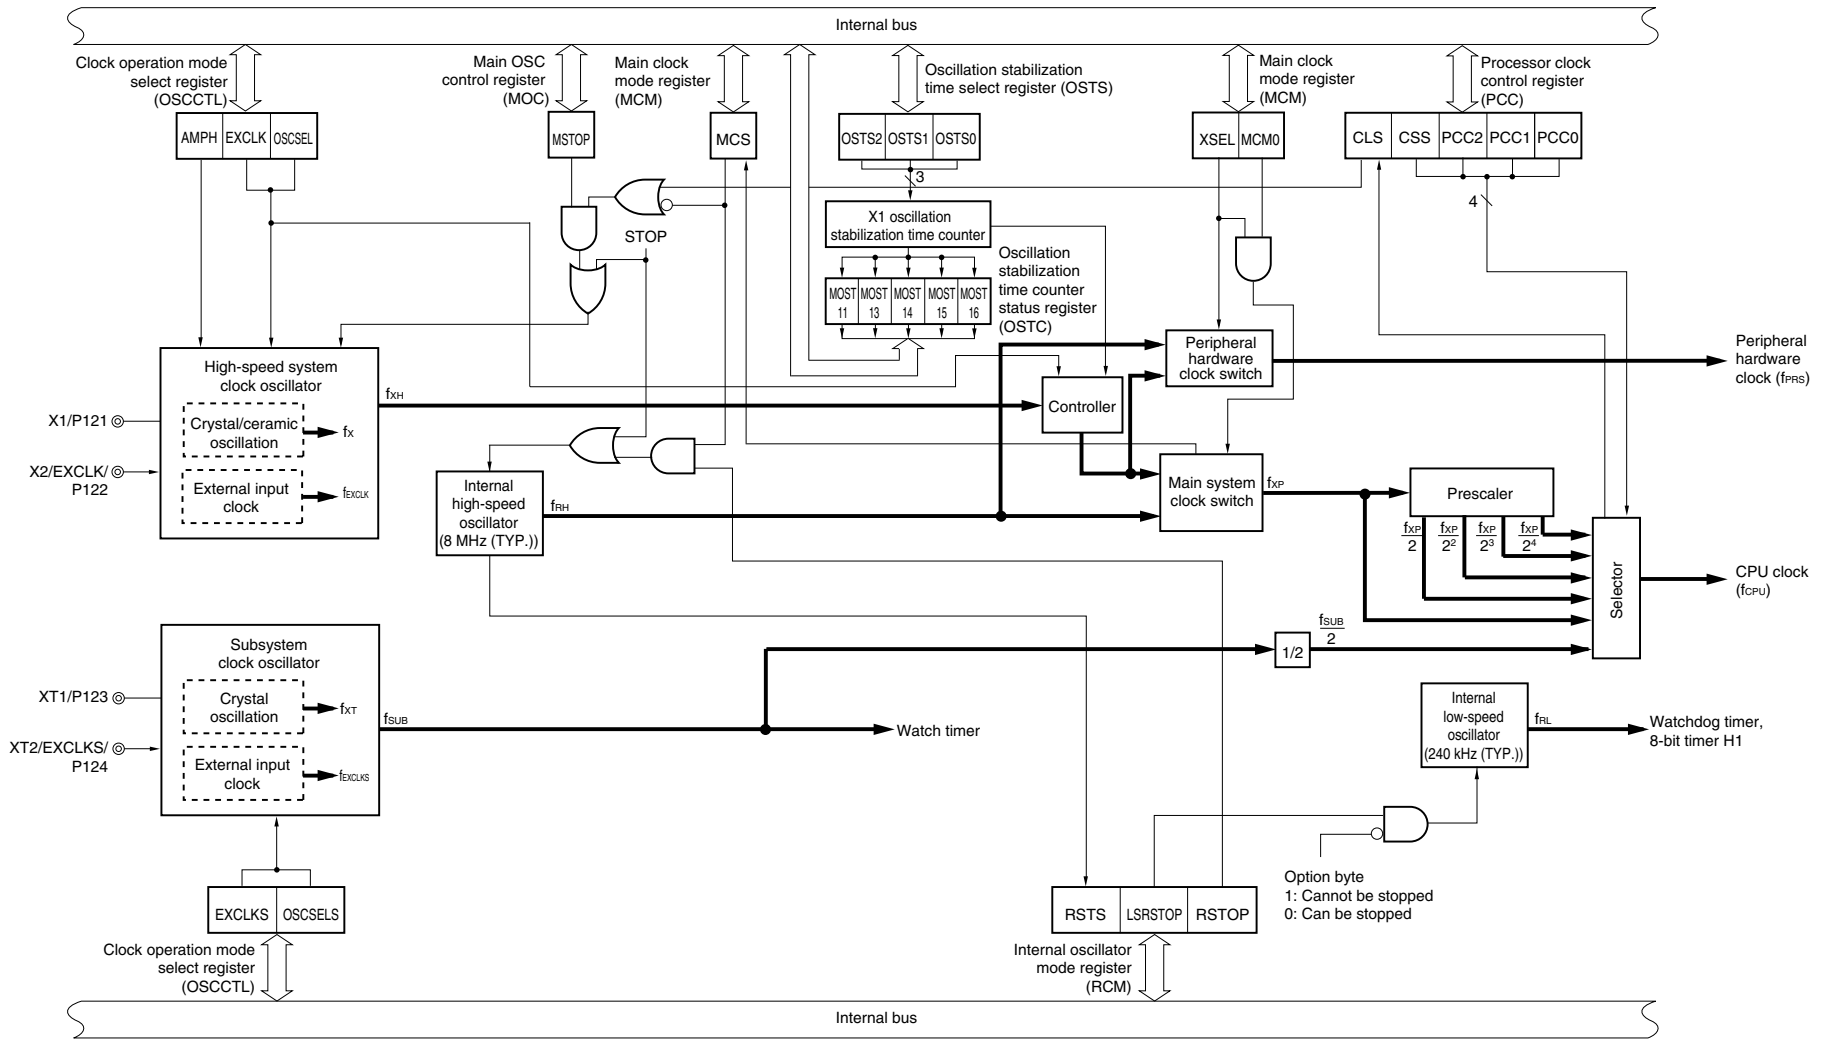 Internal bus
Clock operation mode
select register
(OSCCTL)
Main OSC
control register
(MOC)
Main clock
mode register
(MCM)
Oscillation stabilization
time select register (OSTS)
Main clock
mode register
(MCM)
Processor clock
control register
(PCC)
AMPH EXCLK OSCSEL
MSTOP
MCS
OSTS2 OSTS1 OSTS0
XSEL MCM0
CLS CSS PCC2 PCC1 PCC0
3
4
STOP
X1 oscillation
stabilization time counter
Oscillation
stabilization
time counter
status register
(OSTC)
MOST MOST MOST MOST MOST
11 13 14 15 16
High-speed system
clock oscillator
Crystal/ceramic
oscillation
fX
External input
clock
fEXCLK
X1/P121
X2/EXCLK/
P122
fXH
Controller
Peripheral
hardware
clock switch
Peripheral
hardware
clock (fPRS)
Internal
high-speed
oscillator
(8 MHz (TYP.))
fRH
Main system
clock switch
fXP
Prescaler
fXP fXP fXP fXP
2 2² 2³ 2⁴
Selector
CPU clock
(fCPU)
fSUB
2
1/2
Subsystem
clock oscillator
Crystal
oscillation
fXT
External input
clock
fEXCLKS
XT1/P123
XT2/EXCLKS/
P124
fSUB
Watch timer
Internal
low-speed
oscillator
(240 kHz (TYP.))
fRL
Watchdog timer,
8-bit timer H1
Option byte
1: Cannot be stopped
0: Can be stopped
EXCLKS OSCSELS
RSTS LSRSTOP RSTOP
Clock operation mode
select register
(OSCCTL)
Internal oscillator
mode register
(RCM)
Internal bus